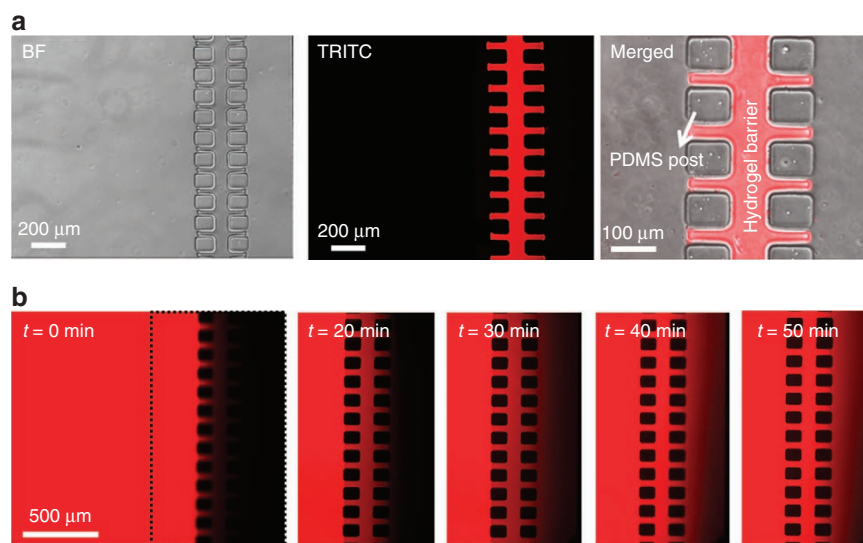 a
BF
200 μm
TRITC
200 μm
Merged
PDMS post
Hydrogel barrier
100 μm
b
t = 0 min
500 μm
t = 20 min
t = 30 min
t = 40 min
t = 50 min